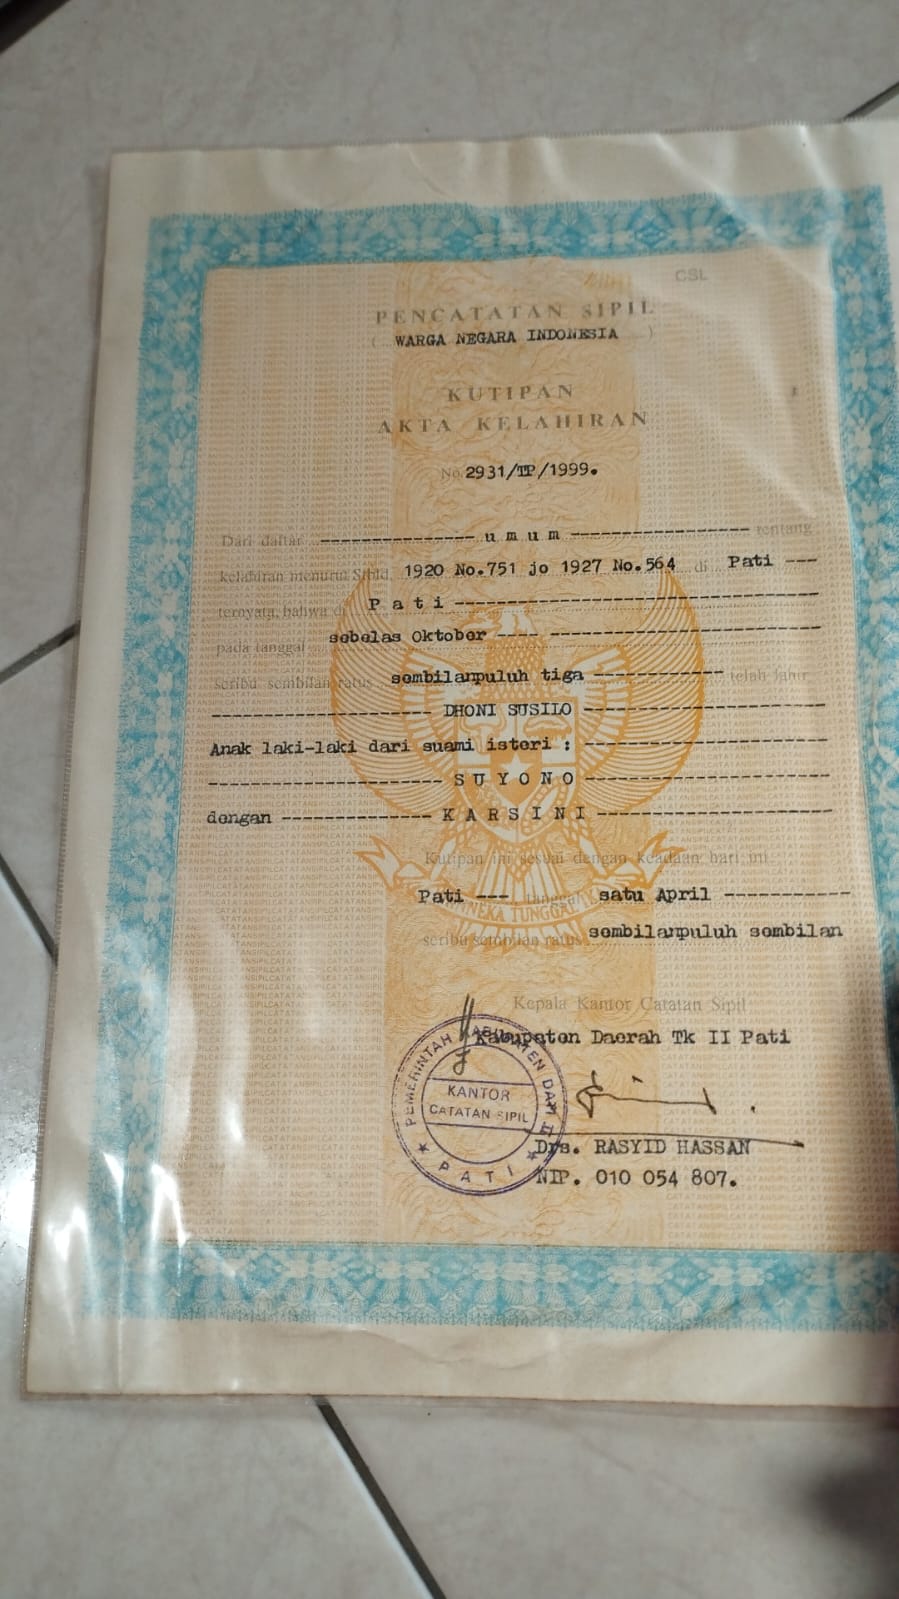 CSL
PENCATATAN SIPIL
( WARGA NEGARA INDONESIA )
KUTIPAN
AKTA KELAHIRAN
No. 2931/TP/1999.
Dari daftar ---------------- u m u m ------------------- tentang
kelahiran menurut Stbld. 1920 No.751 jo 1927 No.564 di Pati ---
ternyata, bahwa di P a t i ---------------------------------------
pada tanggal sebelas Oktober ---- -----------------------------
seribu sembilan ratus sembilanpuluh tiga -------------- telah lahir
----------------------- DHONI SUSILO -------------------------
Anak laki-laki dari suami isteri : --------------------------
------------------------ S U Y O N O -------------------------
dengan ---------------- K A R S I N I -------------------------
Kutipan ini sesuai dengan keadaan hari ini
Pati ---- tanggal satu April -------------
seribu sembilan ratus sembilanpuluh sembilan
Kepala Kantor Catatan Sipil
Kabupaten Daerah Tk II Pati
PEMERINTAH KABUPATEN DATI II
KANTOR
CATATAN SIPIL
★ PATI ★
Drs. RASYID HASSAN
NIP. 010 054 807.